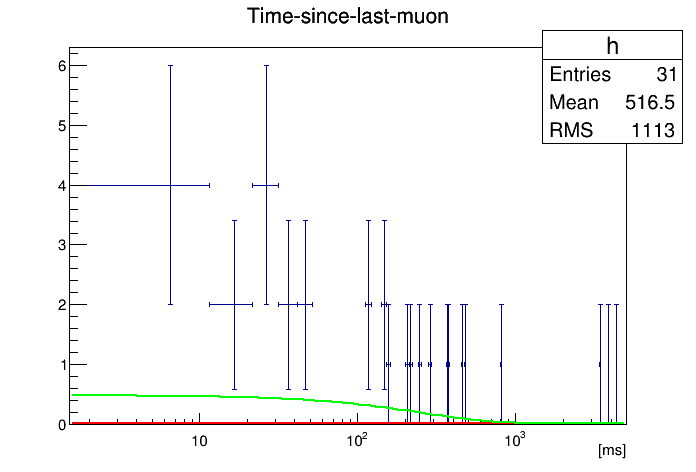 Time-since-last-muon
h
Entries 31
Mean 516.5
RMS 1113
6
5
4
3
2
1
0
10 10² 10³
[ms]